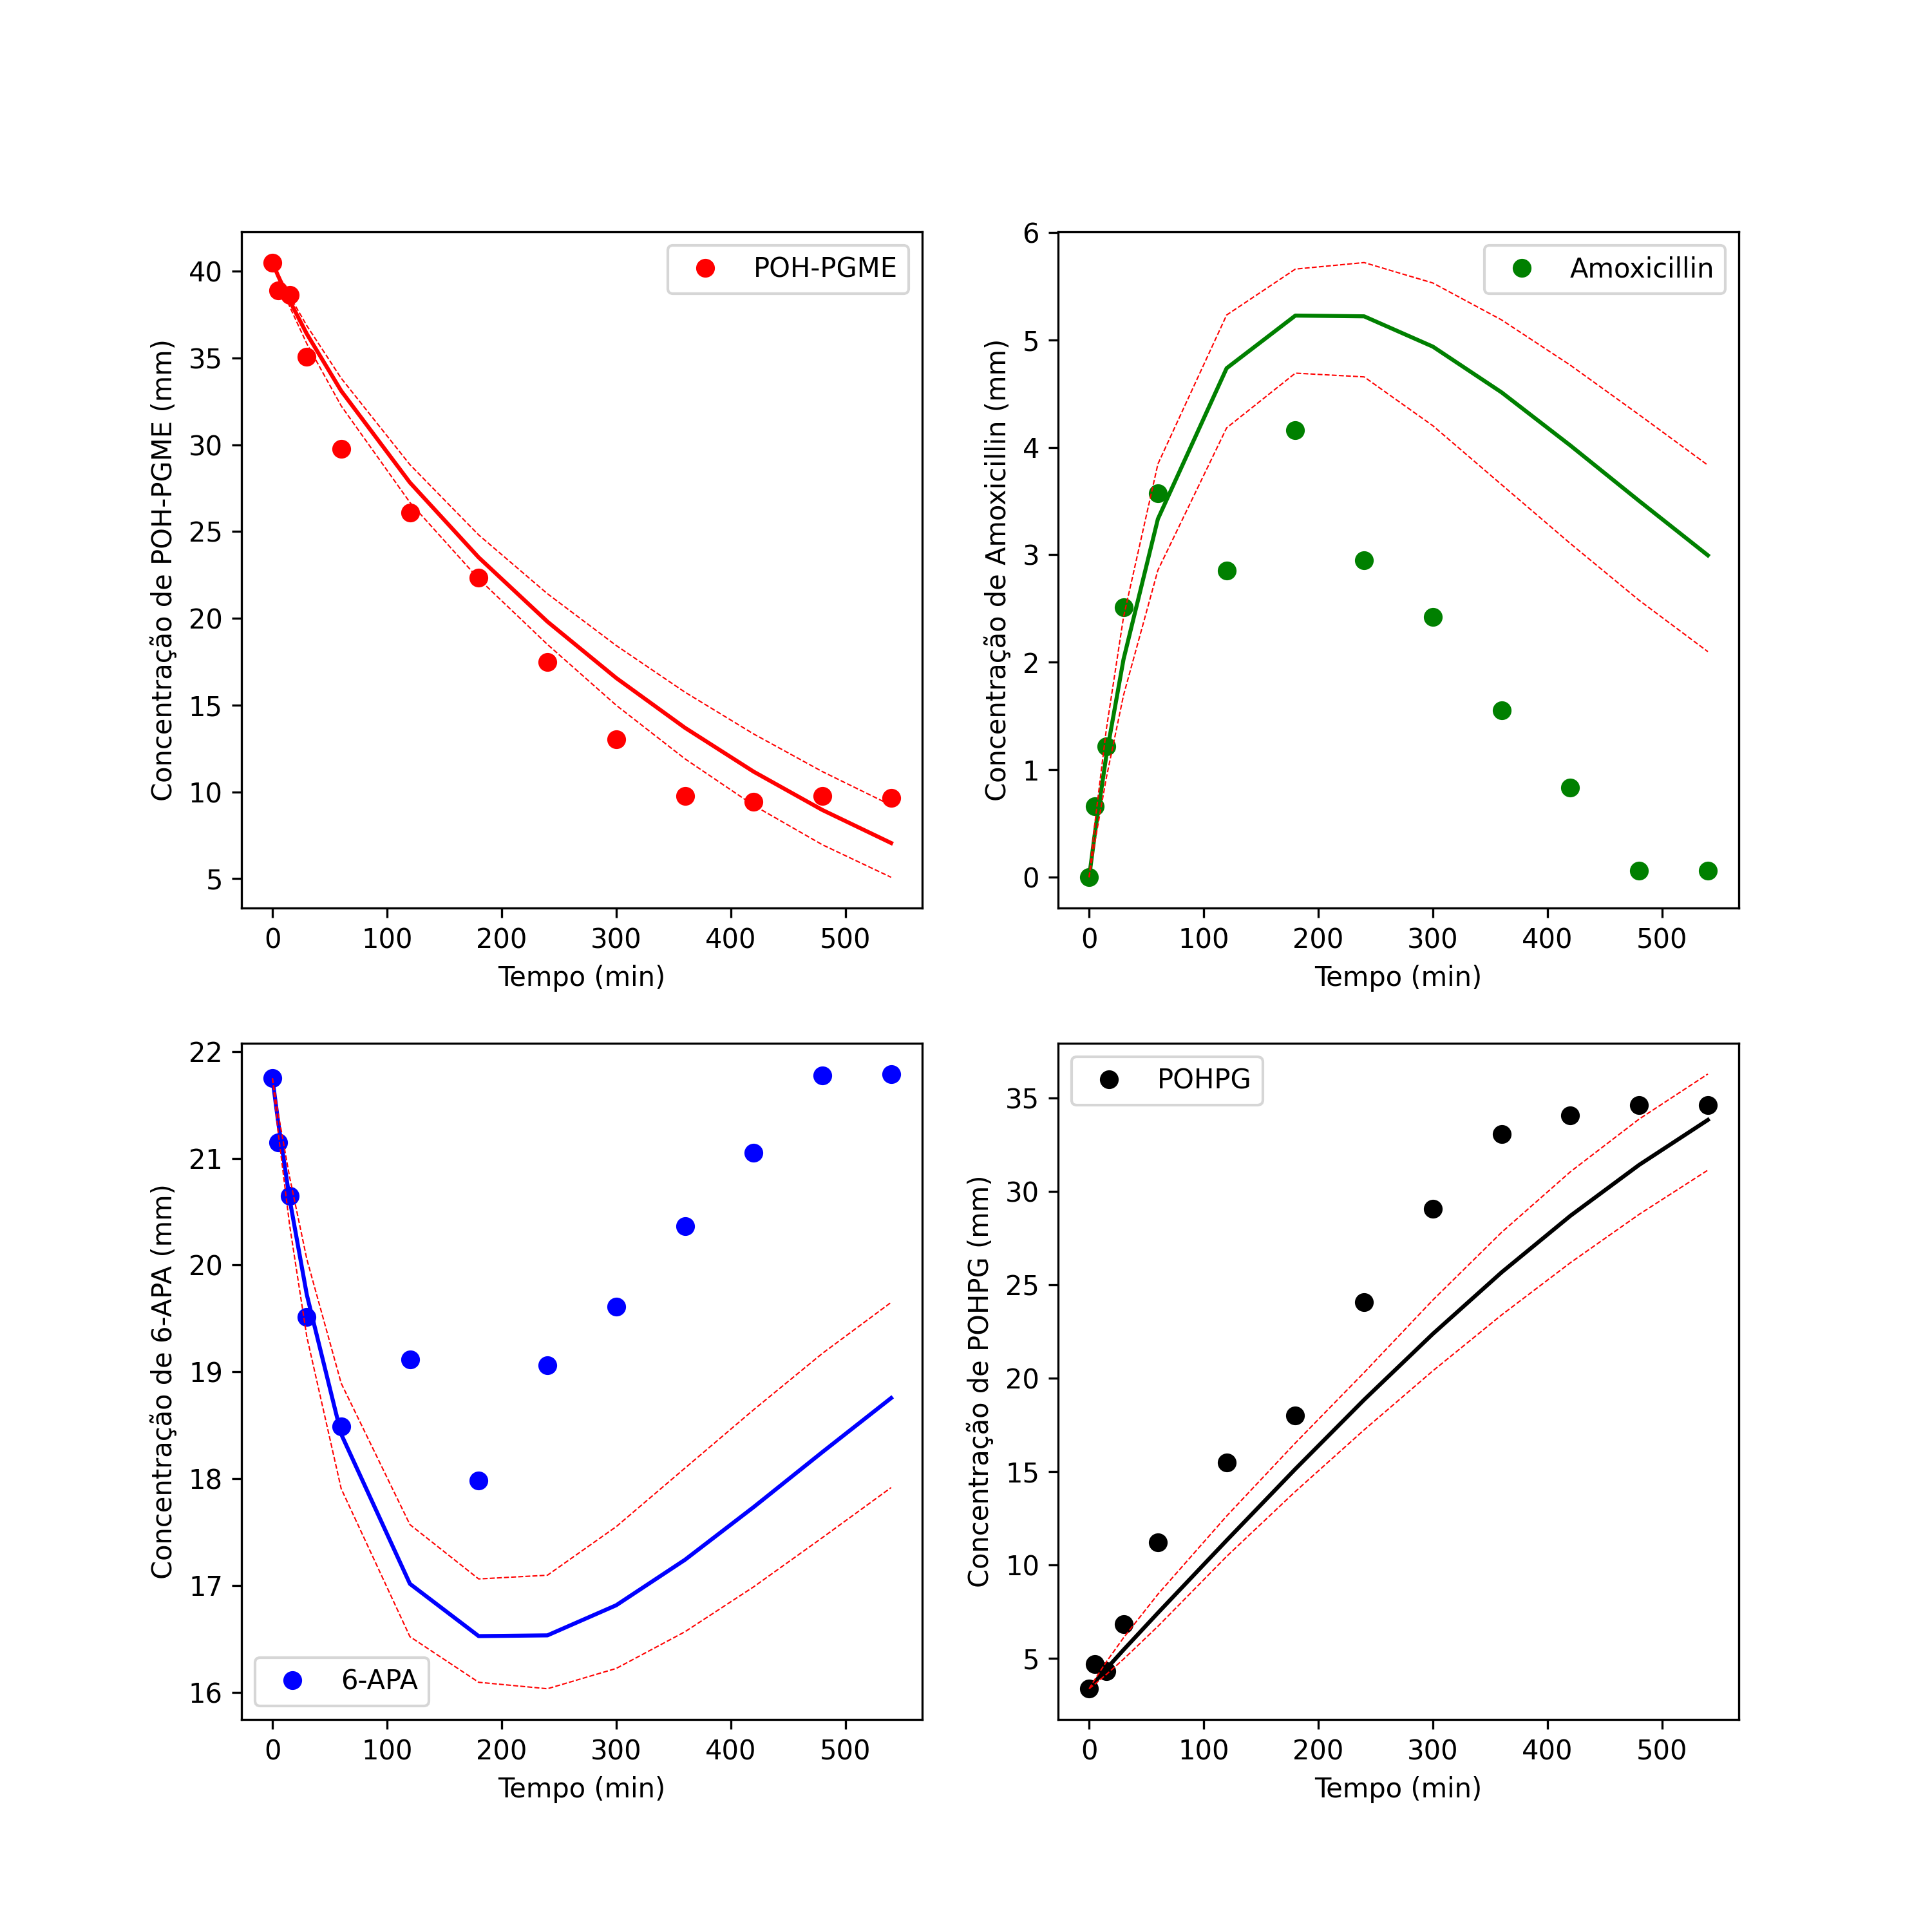 POH-PGME
Concentração de POH-PGME (mm)
40
35
30
25
20
15
10
5
0 100 200 300 400 500
Tempo (min)
Amoxicillin
Concentração de Amoxicillin (mm)
6
5
4
3
2
1
0
0 100 200 300 400 500
Tempo (min)
6-APA
Concentração de 6-APA (mm)
22
21
20
19
18
17
16
0 100 200 300 400 500
Tempo (min)
POHPG
Concentração de POHPG (mm)
35
30
25
20
15
10
5
0 100 200 300 400 500
Tempo (min)